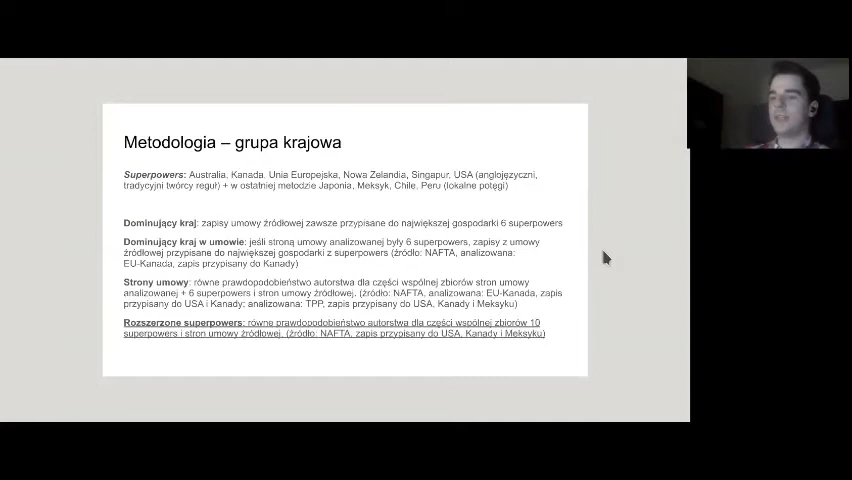 Metodologia – grupa krajowa
Superpowers: Australia, Kanada, Unia Europejska, Nowa Zelandia, Singapur, USA (anglojęzyczni,
tradycyjni twórcy reguł) + w ostatniej metodzie Japonia, Meksyk, Chile, Peru (lokalne potęgi)
Dominujący kraj: zapisy umowy źródłowej zawsze przypisane do największej gospodarki 6 superpowers
Dominujący kraj w umowie: jeśli stroną umowy analizowanej były 6 superpowers, zapisy z umowy
źródłowej przypisane do największej gospodarki z superpowers (źródło: NAFTA, analizowana:
EU-Kanada, zapis przypisany do Kanady)
Strony umowy: równe prawdopodobieństwo autorstwa dla części wspólnej zbiorów stron umowy
analizowanej + 6 superpowers i stron umowy źródłowej. (źródło: NAFTA, analizowana: EU-Kanada, zapis
przypisany do USA i Kanady; analizowana: TPP, zapis przypisany do USA, Kanady i Meksyku)
Rozszerzone superpowers: równe prawdopodobieństwo autorstwa dla części wspólnej zbiorów 10
superpowers i stron umowy źródłowej. (źródło: NAFTA, zapis przypisany do USA, Kanady i Meksyku)